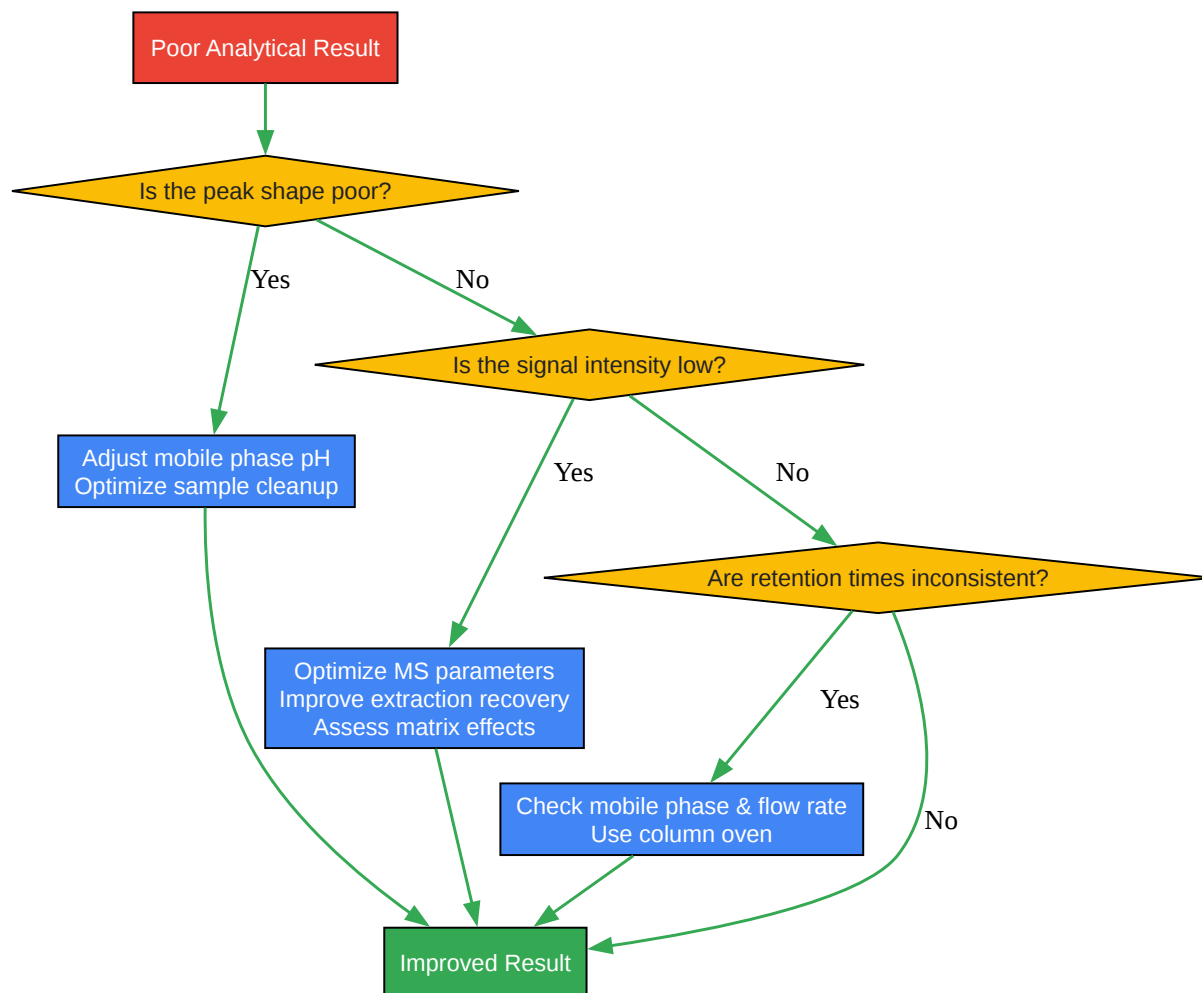 Poor Analytical Result
Is the peak shape poor?
Yes
No
Is the signal intensity low?
Adjust mobile phase pH
Optimize sample cleanup
Yes
No
Are retention times inconsistent?
Optimize MS parameters
Improve extraction recovery
Assess matrix effects
Yes
Check mobile phase & flow rate
Use column oven
No
Improved Result